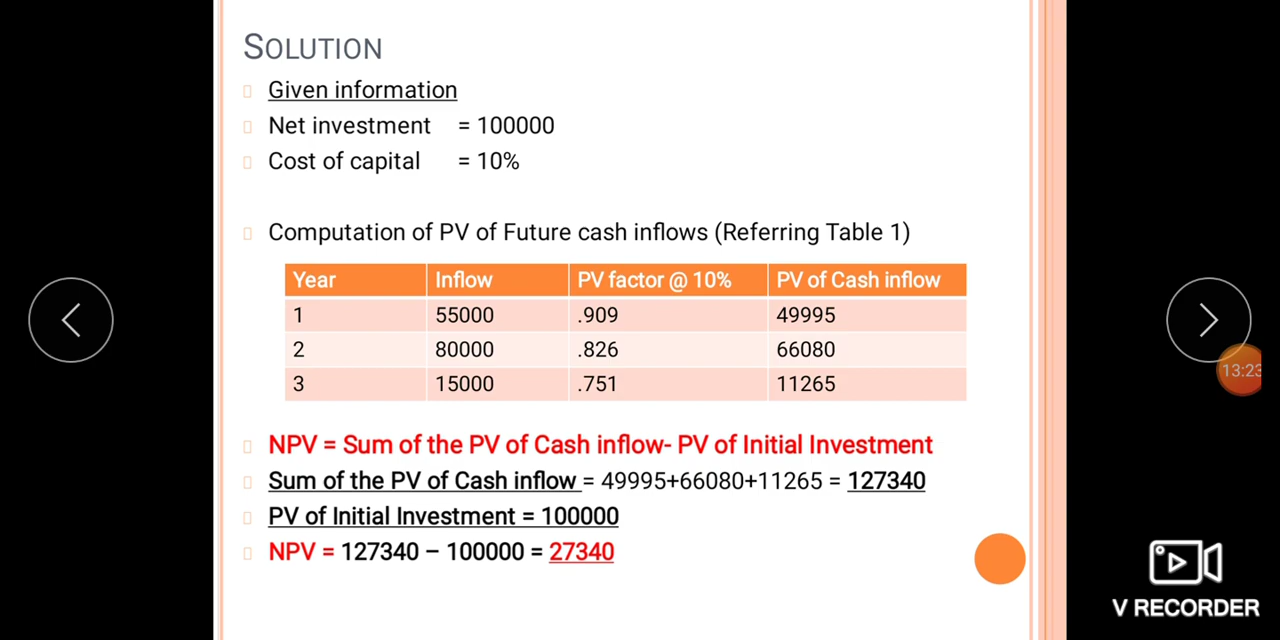 SOLUTION
Given information
Net investment = 100000
Cost of capital = 10%
Computation of PV of Future cash inflows (Referring Table 1)
Year Inflow PV factor @ 10% PV of Cash inflow
1 55000 .909 49995
2 80000 .826 66080
3 15000 .751 11265
NPV = Sum of the PV of Cash inflow- PV of Initial Investment
Sum of the PV of Cash inflow = 49995+66080+11265 = 127340
PV of Initial Investment = 100000
NPV = 127340 – 100000 = 27340
13:23
V RECORDER